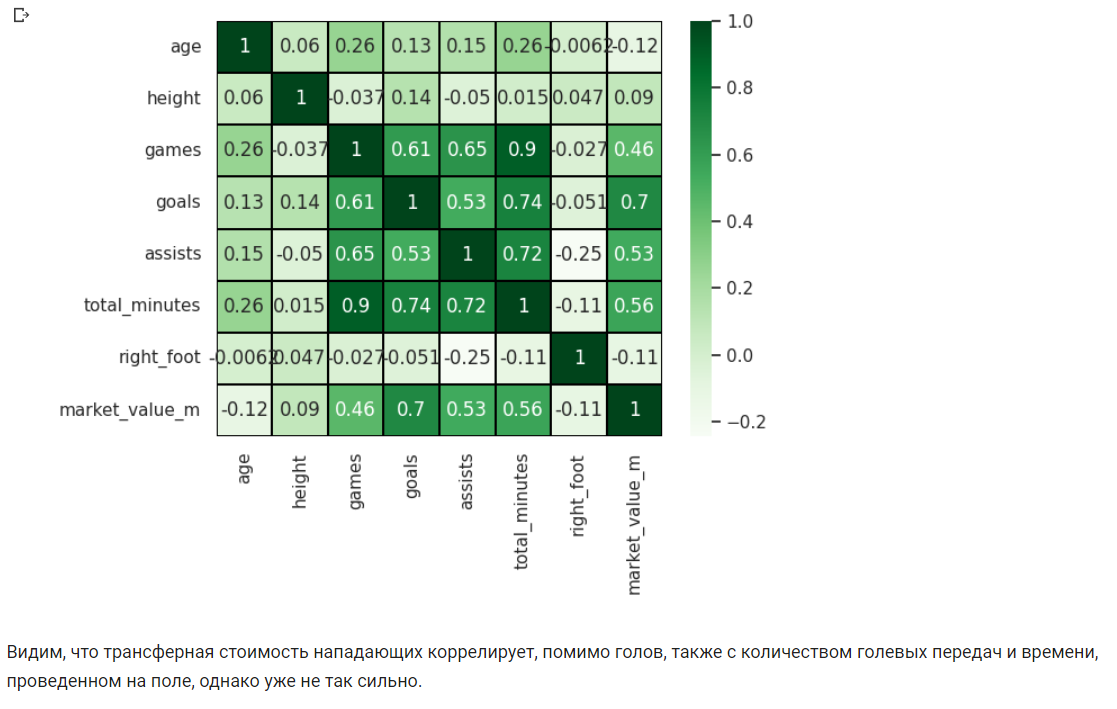 1.0
age 1 0.06 0.26 0.13 0.15 0.26 -0.0062 -0.12
0.8
height 0.06 1 -0.037 0.14 -0.05 0.015 0.047 0.09
games 0.26 -0.037 1 0.61 0.65 0.9 -0.027 0.46
0.6
goals 0.13 0.14 0.61 1 0.53 0.74 -0.051 0.7
0.4
assists 0.15 -0.05 0.65 0.53 1 0.72 -0.25 0.53
0.2
total_minutes 0.26 0.015 0.9 0.74 0.72 1 -0.11 0.56
0.0
right_foot -0.0062 0.047 -0.027 -0.051 -0.25 -0.11 1 -0.11
market_value_m -0.12 0.09 0.46 0.7 0.53 0.56 -0.11 1
−0.2
age
height
games
goals
assists
total_minutes
right_foot
market_value_m
Видим, что трансферная стоимость нападающих коррелирует, помимо голов, также с количеством голевых передач и времени,
проведенном на поле, однако уже не так сильно.